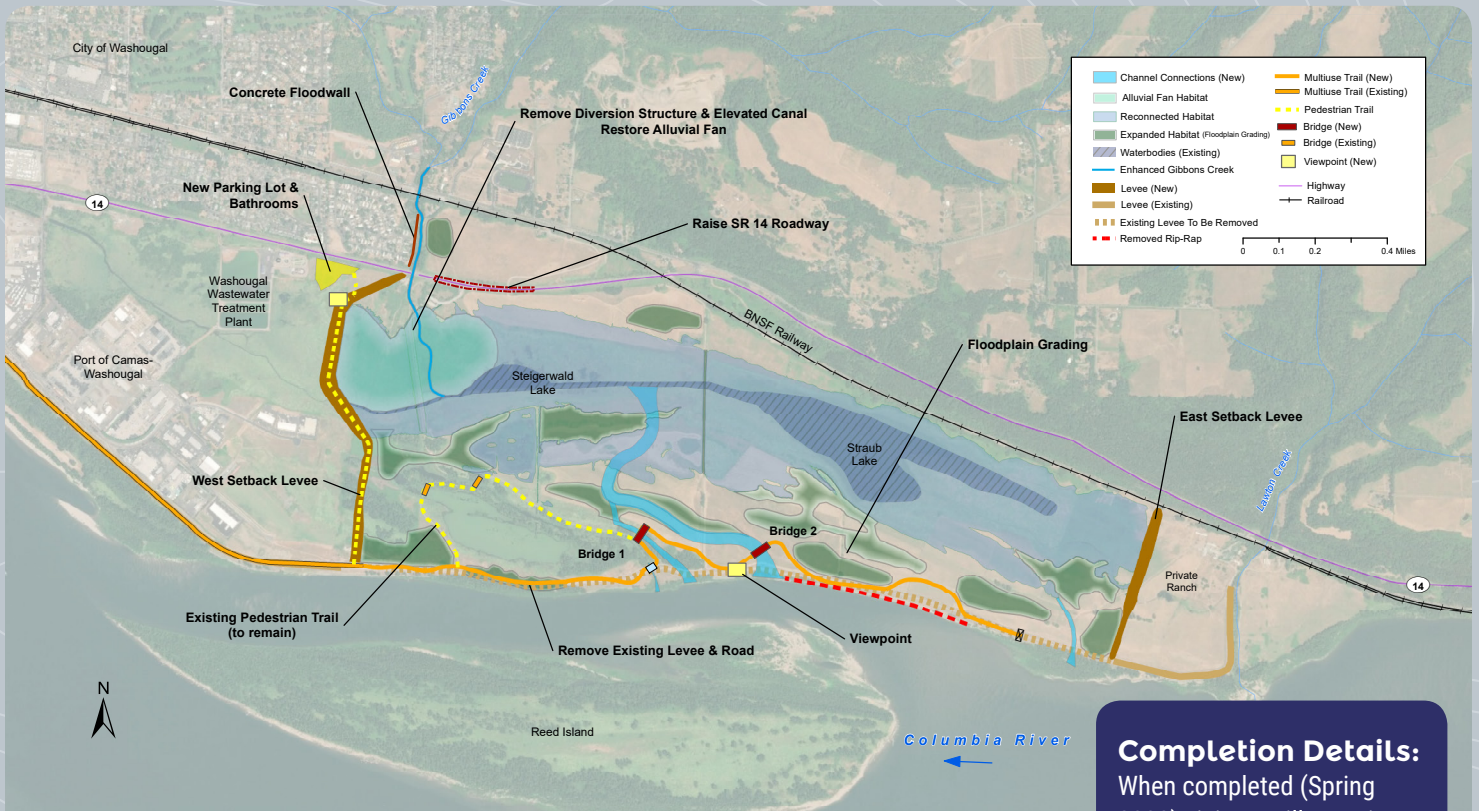 City of Washougal
Concrete Floodwall
Gibbons Creek
Remove Diversion Structure & Elevated Canal
Restore Alluvial Fan
New Parking Lot &
Bathrooms
14
Raise SR 14 Roadway
Washougal
Wastewater
Treatment
Plant
Port of Camas-
Washougal
BNSF Railway
Floodplain Grading
Steigerwald
Lake
Straub
Lake
East Setback Levee
West Setback Levee
Lawton Creek
Bridge 1
Bridge 2
Private
Ranch
14
Existing Pedestrian Trail
(to remain)
Remove Existing Levee & Road
Viewpoint
N
Reed Island
Columbia River
Channel Connections (New)
Alluvial Fan Habitat
Reconnected Habitat
Expanded Habitat (Floodplain Grading)
Waterbodies (Existing)
Enhanced Gibbons Creek
Levee (New)
Levee (Existing)
Existing Levee To Be Removed
Removed Rip-Rap
Multiuse Trail (New)
Multiuse Trail (Existing)
Pedestrian Trail
Bridge (New)
Bridge (Existing)
Viewpoint (New)
Highway
Railroad
0 0.1 0.2 0.4 Miles
Completion Details:
When completed (Spring